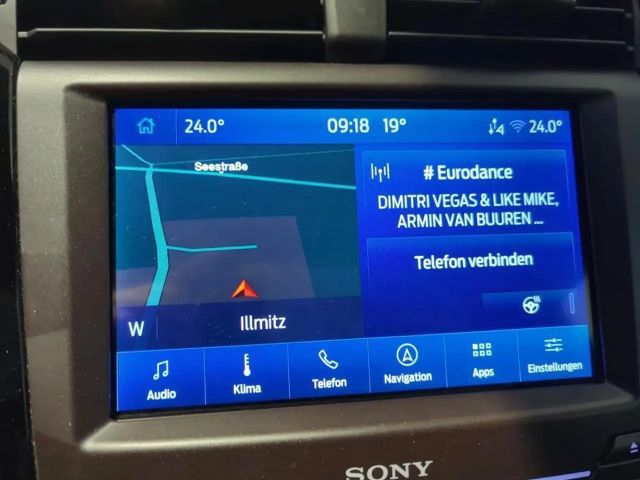 24.0° 09:18 19° 24.0°
Seestraße
# Eurodance
DIMITRI VEGAS & LIKE MIKE,
ARMIN VAN BUUREN ...
Telefon verbinden
W Illmitz
Audio Klima Telefon Navigation Apps Einstellungen
SONY